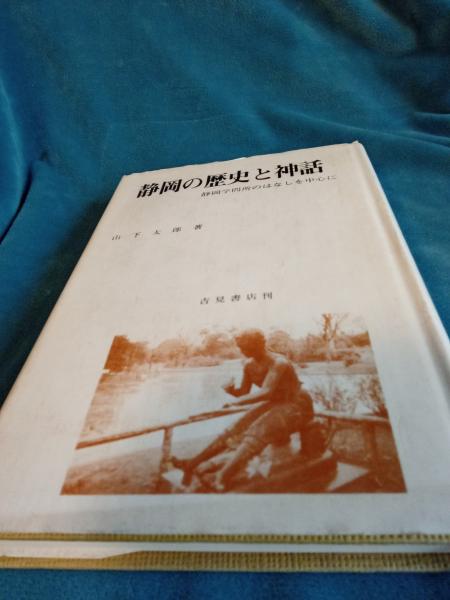 静岡の歴史と神話
静岡学問所のはなしを中心に
山下太郎著
吉見書店刊